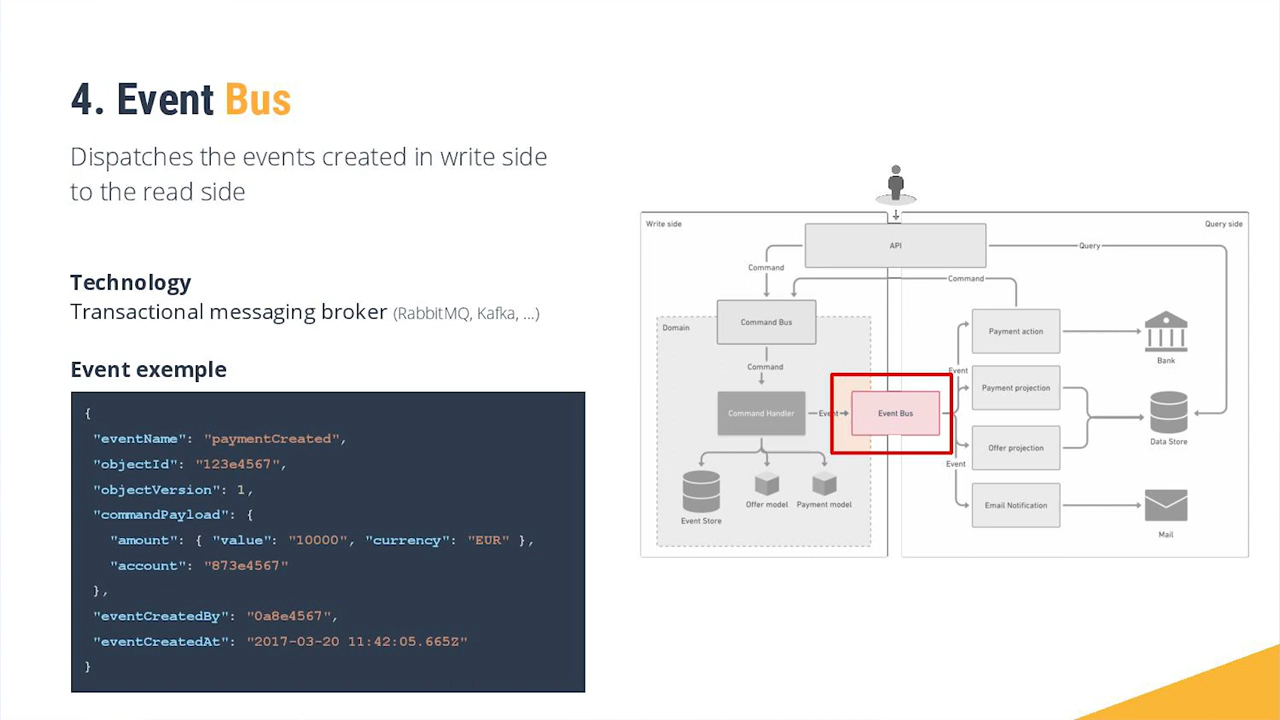 4. Event Bus
Dispatches the events created in write side
to the read side
Technology
Transactional messaging broker (RabbitMQ, Kafka, ...)
Event exemple
{
"eventName": "paymentCreated",
"objectId": "123e4567",
"objectVersion": 1,
"commandPayload": {
"amount": { "value": "10000", "currency": "EUR" },
"account": "873e4567"
},
"eventCreatedBy": "0a8e4567",
"eventCreatedAt": "2017-03-20 11:42:05.665Z"
}
Write side
Query side
API
Query
Command
Command
Domain
Command Bus
Payment action
Bank
Command
Event
Payment projection
Command Handler
Event
Event Bus
Data Store
Offer projection
Event
Event Store
Offer model
Payment model
Email Notification
Mail